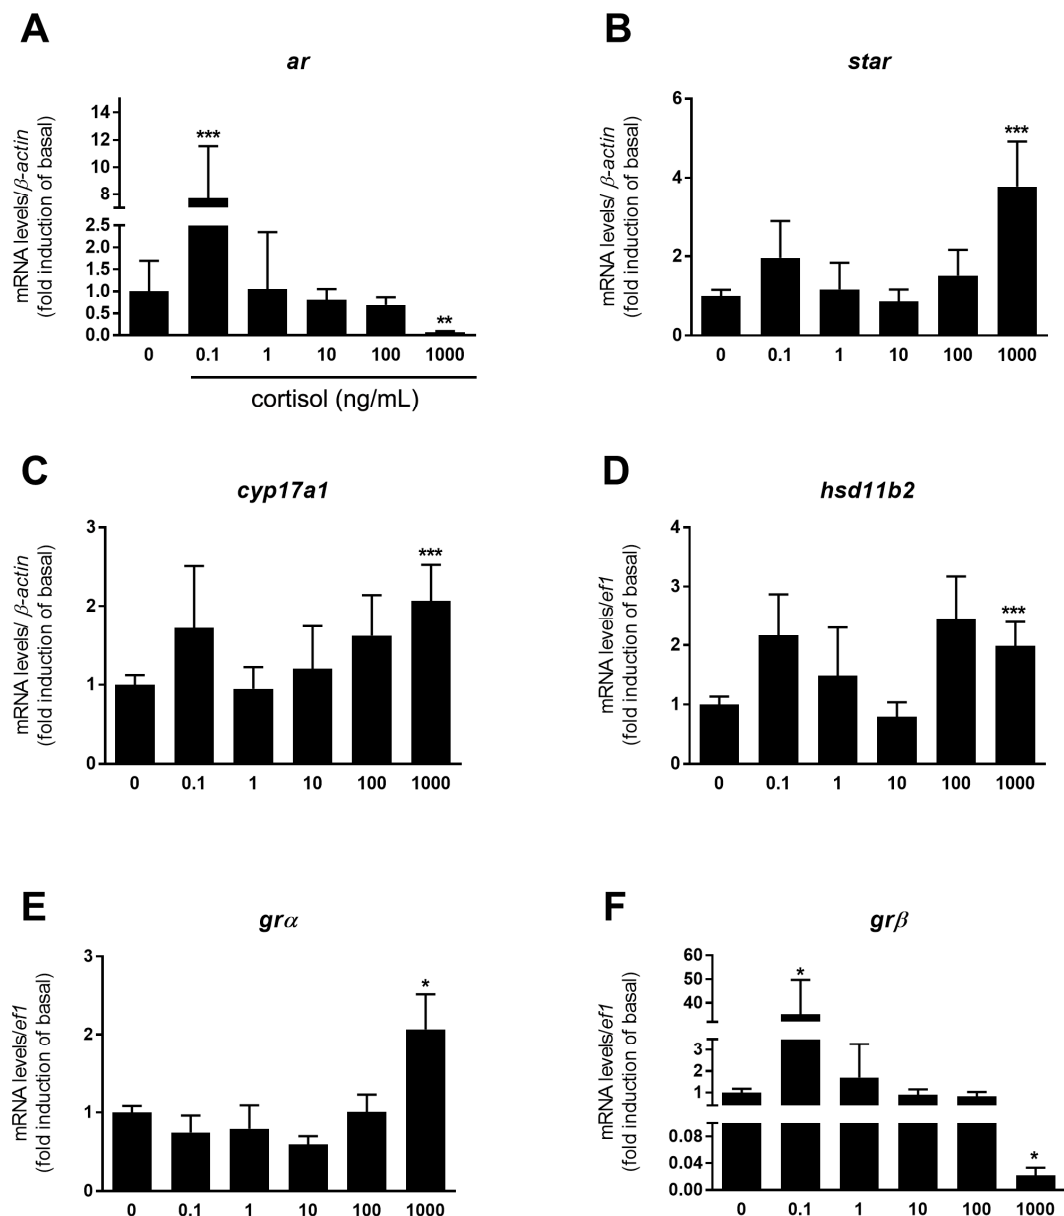 A
ar
mRNA levels/β-actin
(fold induction of basal)
14
12
10
8
2.5
2.0
1.5
1.0
0.5
0.0
***
**
0 0.1 1 10 100 1000
cortisol (ng/mL)
B
star
mRNA levels/ β-actin
(fold induction of basal)
6
4
2
0
***
0 0.1 1 10 100 1000
C
cyp17a1
mRNA levels/ β-actin
(fold induction of basal)
3
2
1
0
***
0 0.1 1 10 100 1000
D
hsd11b2
mRNA levels/ef1
(fold induction of basal)
4
3
2
1
0
***
0 0.1 1 10 100 1000
E
grα
mRNA levels/ef1
(fold induction of basal)
3
2
1
0
*
0 0.1 1 10 100 1000
F
grβ
mRNA levels/ef1
(fold induction of basal)
60
50
40
3
2
1
0.08
0.04
0.00
*
*
0 0.1 1 10 100 1000